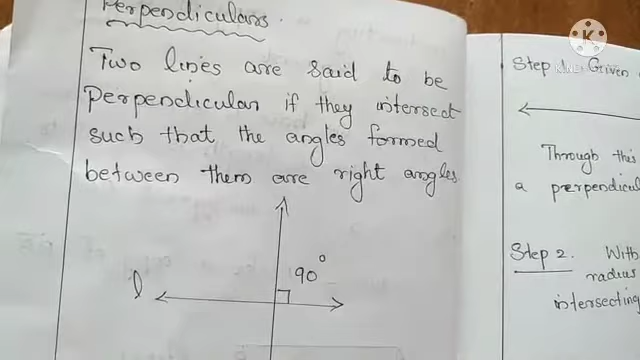 Perpendiculars.
Two lines are said to be
perpendicular if they intersect
such that the angles formed
between them are right angles
90°
l
Step 1. Given
Through this
a perpendicul
Step 2. With
radius
intersecting
K